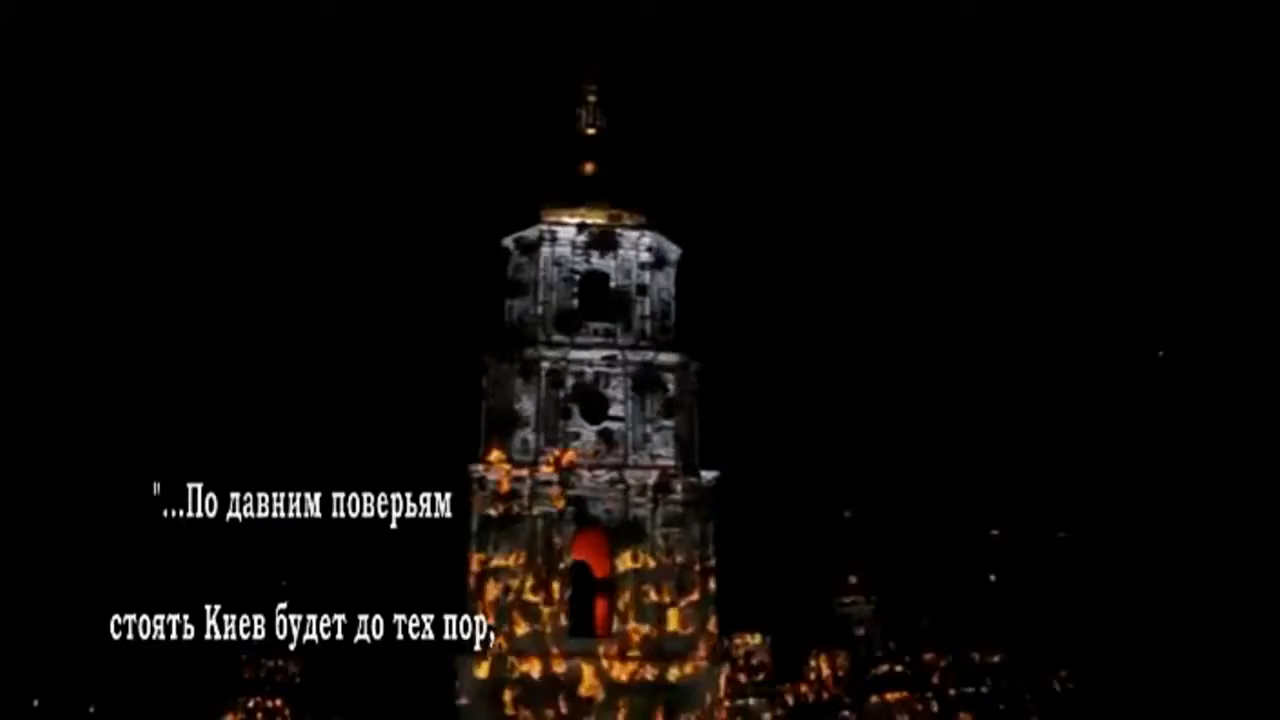 "...По давним поверьям
стоять Киев будет до тех пор,